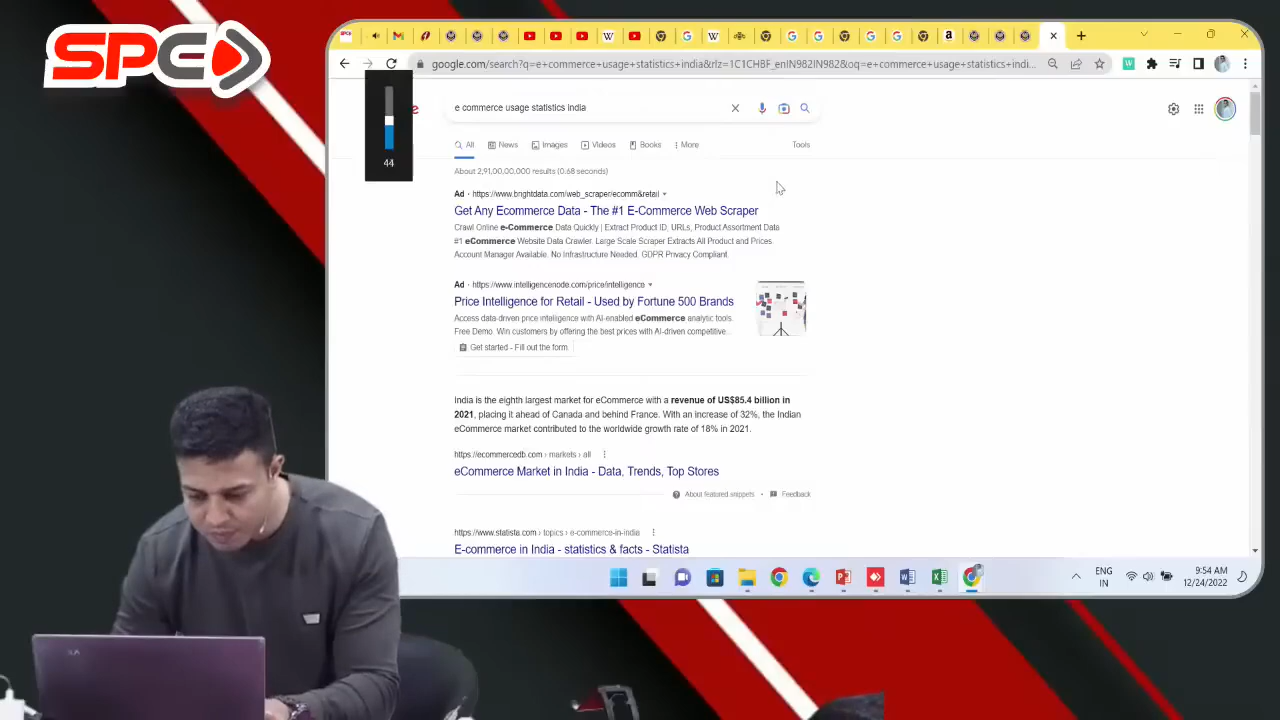 SPE
google.com/search?q=e+commerce+usage+statistics+india&rlz=1C1CHBF_enIN982IN982&oq=e+commerce+usage+statistics+indi...
e commerce usage statistics india
44
All
News
Images
Videos
Books
More
Tools
About 2,91,00,00,000 results (0.68 seconds)
Ad · https://www.brightdata.com/web_scraper/ecomm&retail
Get Any Ecommerce Data - The #1 E-Commerce Web Scraper
Crawl Online e-Commerce Data Quickly | Extract Product ID, URLs, Product Assortment Data
#1 eCommerce Website Data Crawler. Large Scale Scraper Extracts All Product and Prices.
Account Manager Available. No Infrastructure Needed. GDPR Privacy Compliant.
Ad · https://www.intelligencenode.com/price/intelligence
Price Intelligence for Retail - Used by Fortune 500 Brands
Access data-driven price intelligence with AI-enabled eCommerce analytic tools.
Free Demo. Win customers by offering the best prices with AI-driven competitive...
Get started - Fill out the form.
India is the eighth largest market for eCommerce with a revenue of US$85.4 billion in
2021, placing it ahead of Canada and behind France. With an increase of 32%, the Indian
eCommerce market contributed to the worldwide growth rate of 18% in 2021.
https://ecommercedb.com › markets › all
eCommerce Market in India - Data, Trends, Top Stores
About featured snippets
Feedback
https://www.statista.com › topics › e-commerce-in-india
E-commerce in India - statistics & facts - Statista
ENG
IN
9:54 AM
12/24/2022